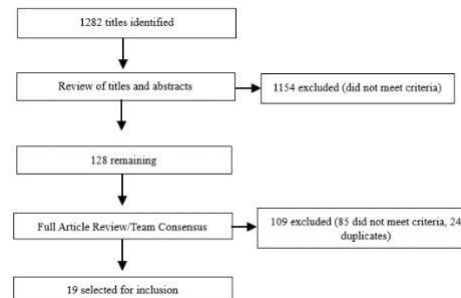 1282 titles identified
Review of titles and abstracts
1154 excluded (did not meet criteria)
128 remaining
Full Article Review/Team Consensus
109 excluded (85 did not meet criteria, 24
duplicates)
19 selected for inclusion